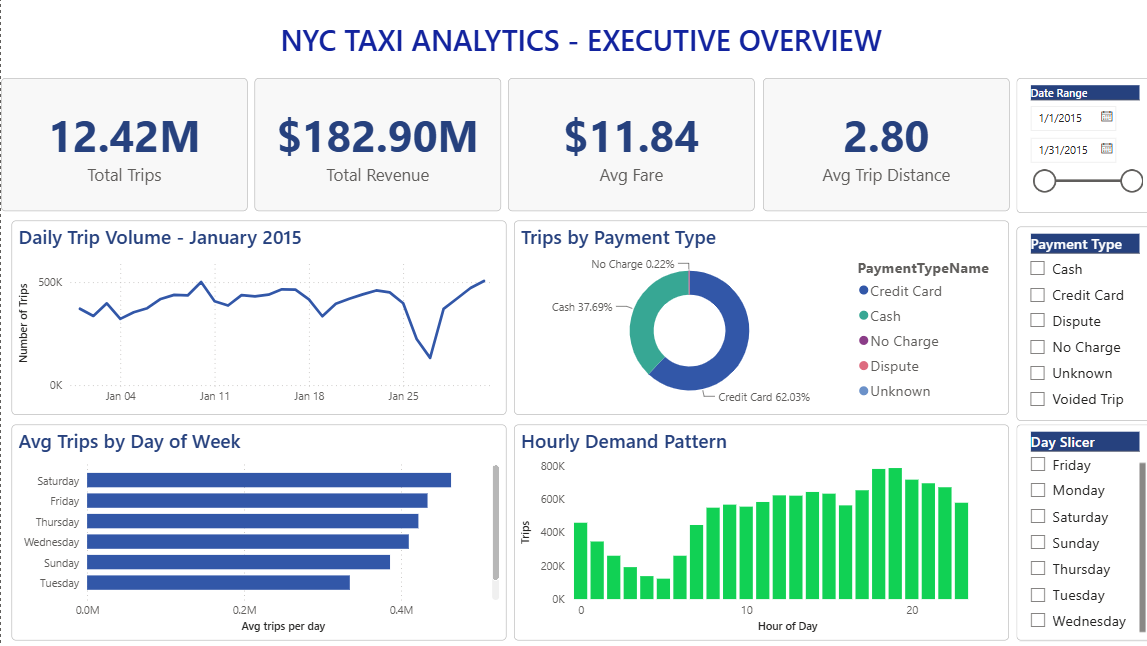 NYC TAXI ANALYTICS - EXECUTIVE OVERVIEW
12.42M
Total Trips
$182.90M
Total Revenue
$11.84
Avg Fare
2.80
Avg Trip Distance
Date Range
1/1/2015
1/31/2015
Daily Trip Volume - January 2015
Number of Trips
500K
0K
Jan 04
Jan 11
Jan 18
Jan 25
Trips by Payment Type
No Charge 0.22%
Cash 37.69%
Credit Card 62.03%
PaymentTypeName
Credit Card
Cash
No Charge
Dispute
Unknown
Payment Type
Cash
Credit Card
Dispute
No Charge
Unknown
Voided Trip
Avg Trips by Day of Week
Saturday
Friday
Thursday
Wednesday
Sunday
Tuesday
0.0M
0.2M
0.4M
Avg trips per day
Hourly Demand Pattern
Trips
800K
600K
400K
200K
0K
0
10
20
Hour of Day
Day Slicer
Friday
Monday
Saturday
Sunday
Thursday
Tuesday
Wednesday